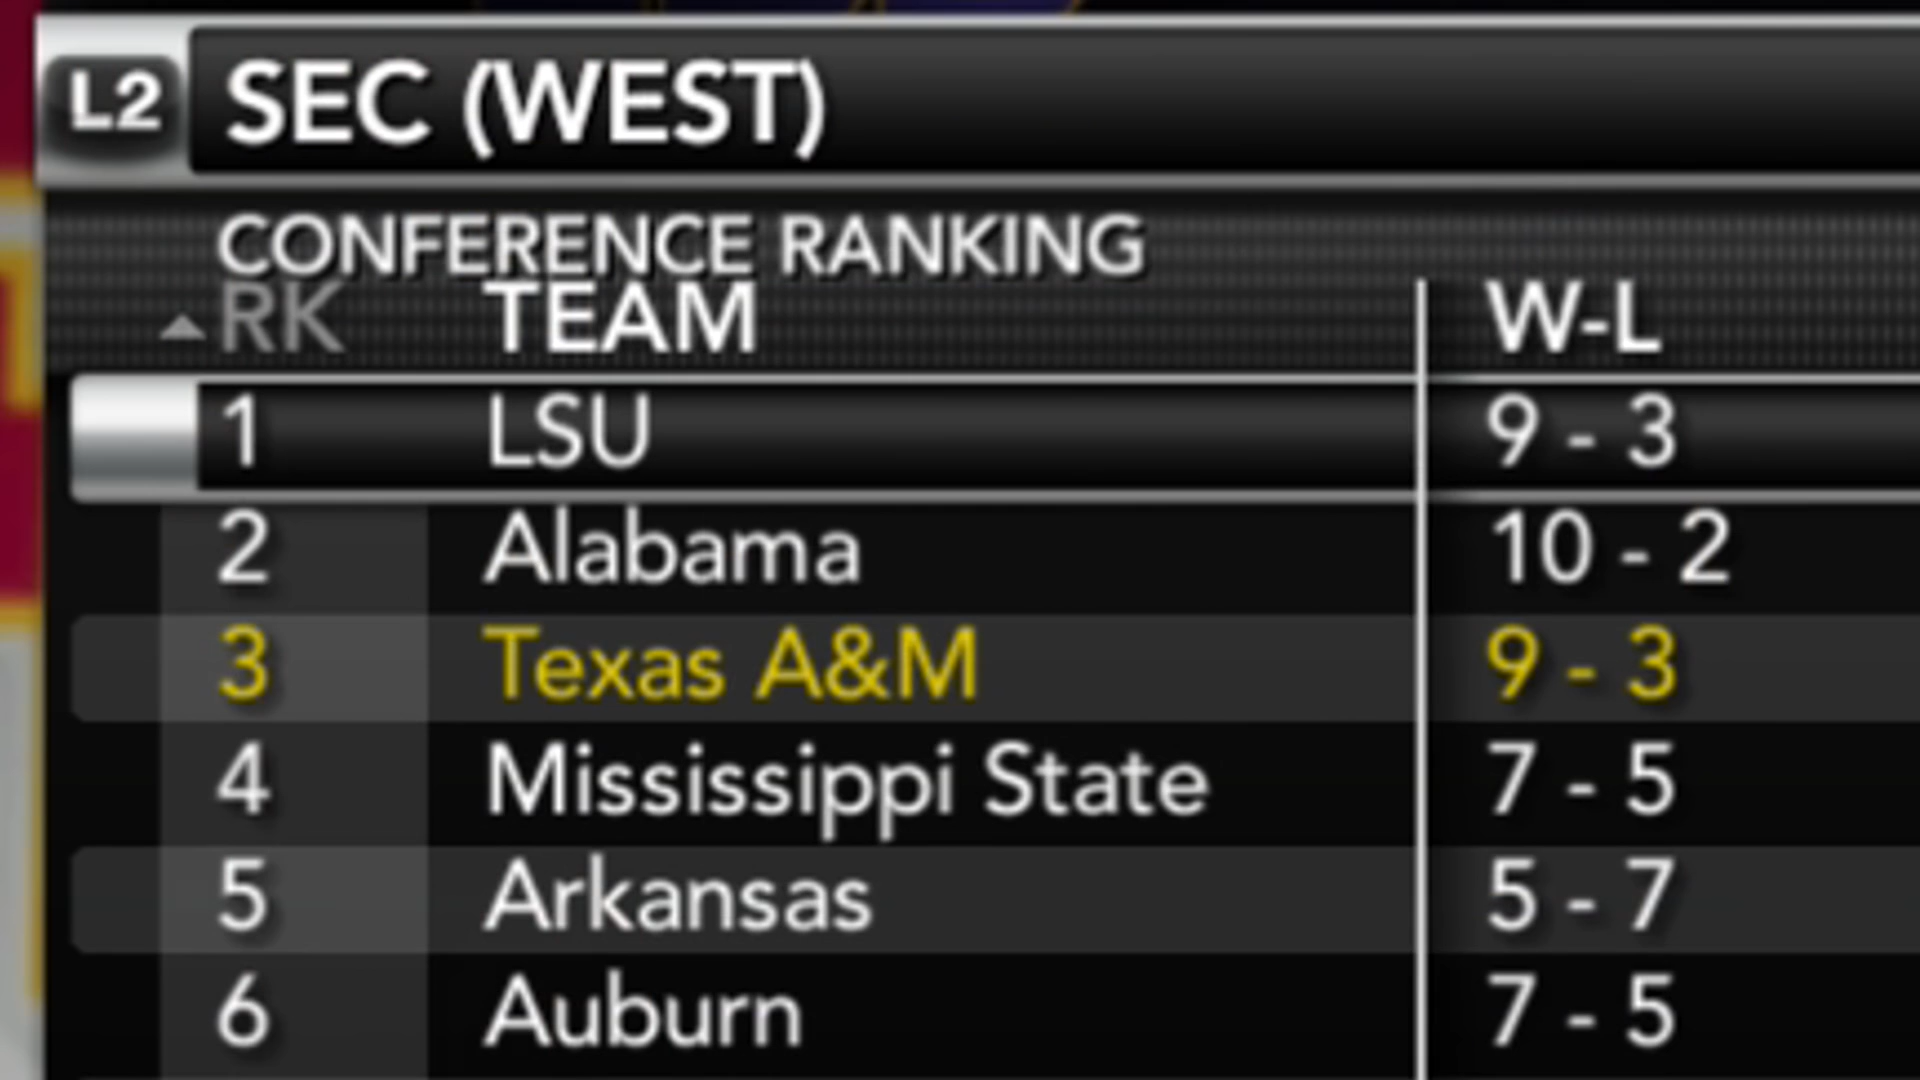 L2 SEC (WEST)
CONFERENCE RANKING
RK TEAM W-L
1 LSU 9 - 3
2 Alabama 10 - 2
3 Texas A&M 9 - 3
4 Mississippi State 7 - 5
5 Arkansas 5 - 7
6 Auburn 7 - 5